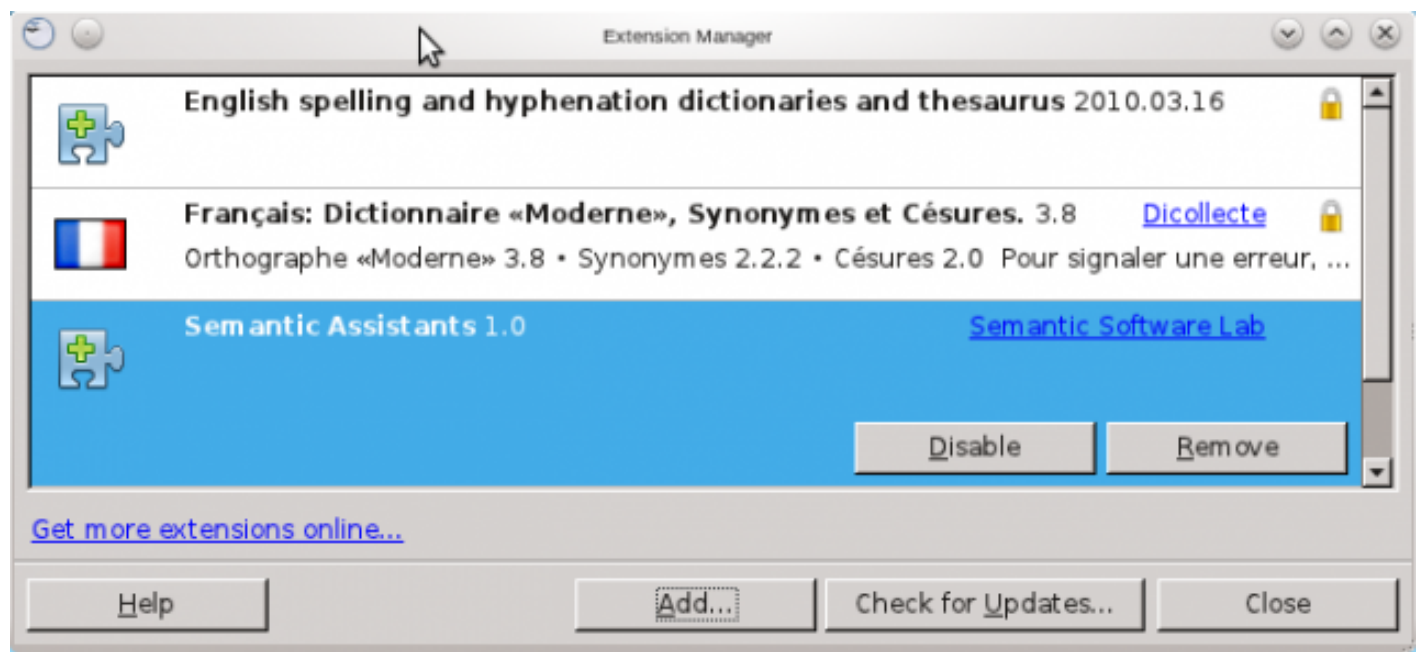 Extension Manager
English spelling and hyphenation dictionaries and thesaurus 2010.03.16
Français: Dictionnaire «Moderne», Synonymes et Césures. 3.8 Dicollecte
Orthographe «Moderne» 3.8 • Synonymes 2.2.2 • Césures 2.0 Pour signaler une erreur, ...
Semantic Assistants 1.0 Semantic Software Lab
Disable Remove
Get more extensions online...
Help Add... Check for Updates... Close